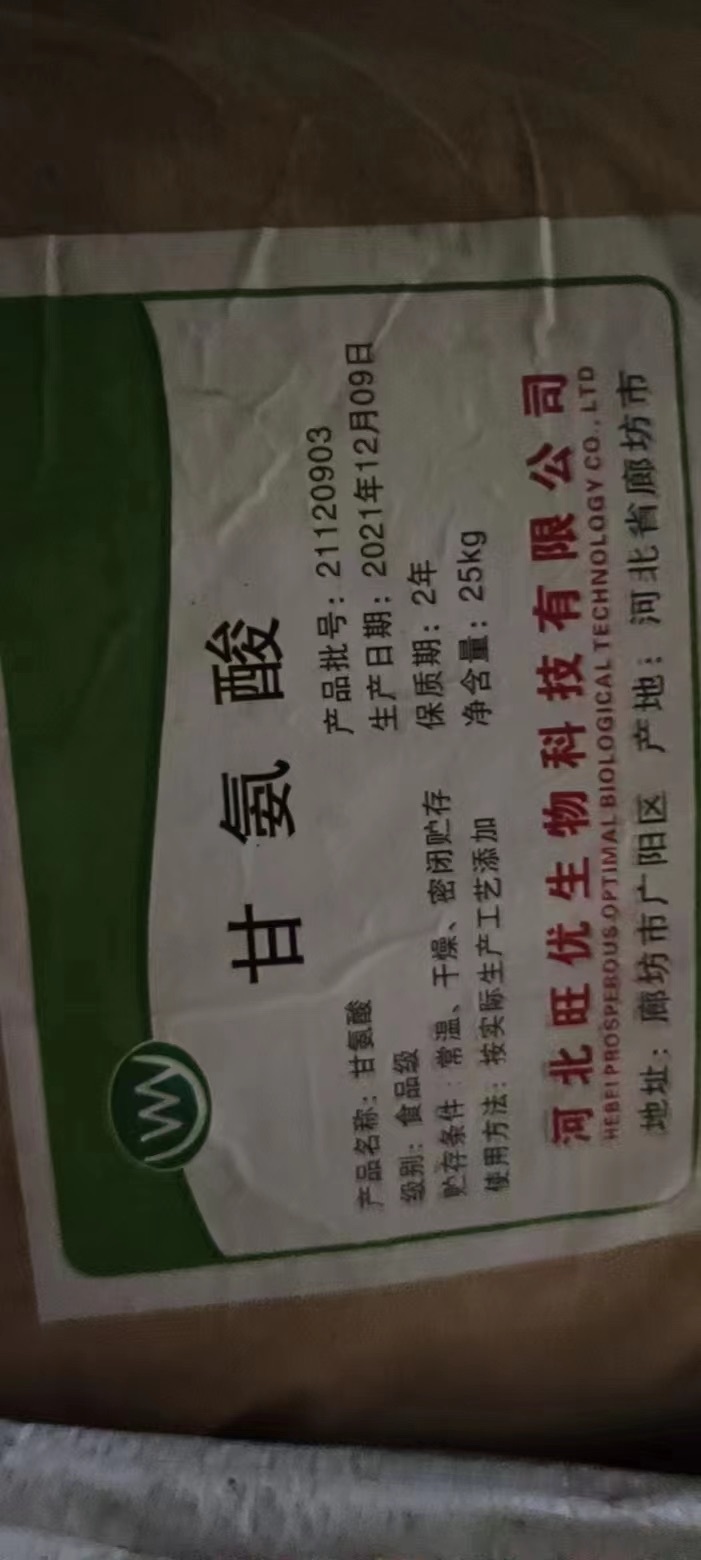 甘氨酸
产品名称：甘氨酸
产品批号：21120903
级别：食品级
生产日期：2021年12月09日
贮存条件：常温、干燥、密闭贮存
保质期：2年
使用方法：按实际生产工艺添加
净含量：25kg
河北旺优生物科技有限公司
HEBEI PROSPEROUS OPTIMAL BIOLOGICAL TECHNOLOGY CO., LTD
地址：廊坊市广阳区 产地：河北省廊坊市